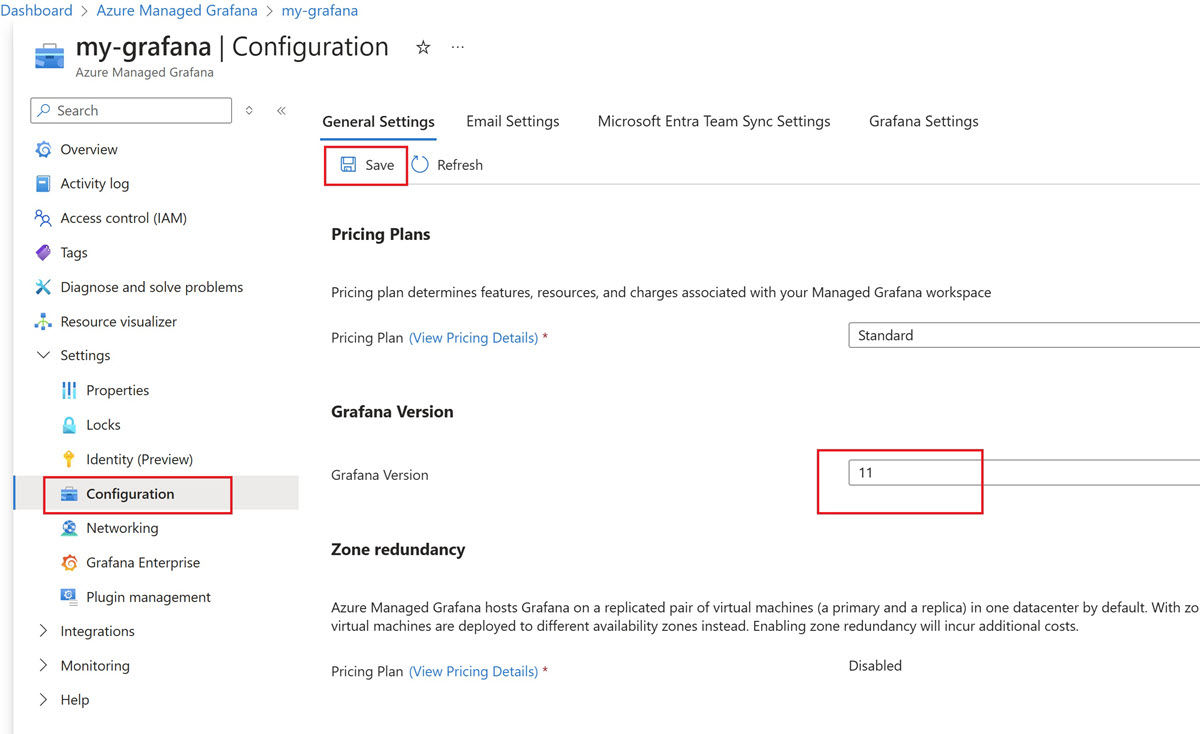 Dashboard > Azure Managed Grafana > my-grafana
my-grafana | Configuration
Azure Managed Grafana
Search
Overview
Activity log
Access control (IAM)
Tags
Diagnose and solve problems
Resource visualizer
Settings
Properties
Locks
Identity (Preview)
Configuration
Networking
Grafana Enterprise
Plugin management
Integrations
Monitoring
Help
General Settings Email Settings Microsoft Entra Team Sync Settings Grafana Settings
Save Refresh
Pricing Plans
Pricing plan determines features, resources, and charges associated with your Managed Grafana workspace
Pricing Plan (View Pricing Details) * Standard
Grafana Version
Grafana Version 11
Zone redundancy
Azure Managed Grafana hosts Grafana on a replicated pair of virtual machines (a primary and a replica) in one datacenter by default. With zo
virtual machines are deployed to different availability zones instead. Enabling zone redundancy will incur additional costs.
Pricing Plan (View Pricing Details) * Disabled